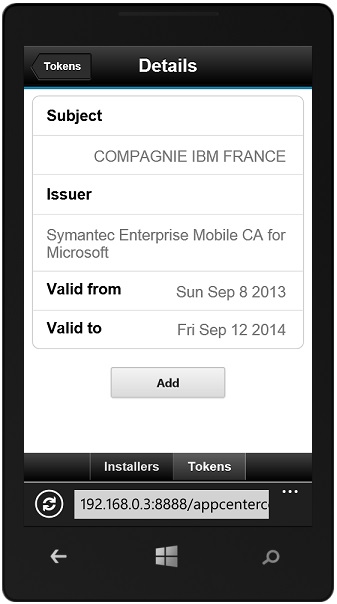 Tokens
Details
Subject
COMPAGNIE IBM FRANCE
Issuer
Symantec Enterprise Mobile CA for
Microsoft
Valid from Sun Sep 8 2013
Valid to Fri Sep 12 2014
Add
Installers Tokens
192.168.0.3:8888/appcenterc